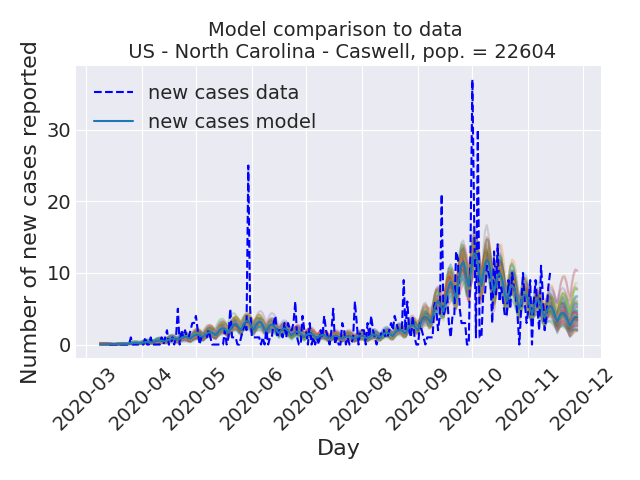 Model comparison to data
US - North Carolina - Caswell, pop. = 22604
new cases data
new cases model
Number of new cases reported
30
20
10
0
2020-03
2020-04
2020-05
2020-06
2020-07
2020-08
2020-09
2020-10
2020-11
2020-12
Day